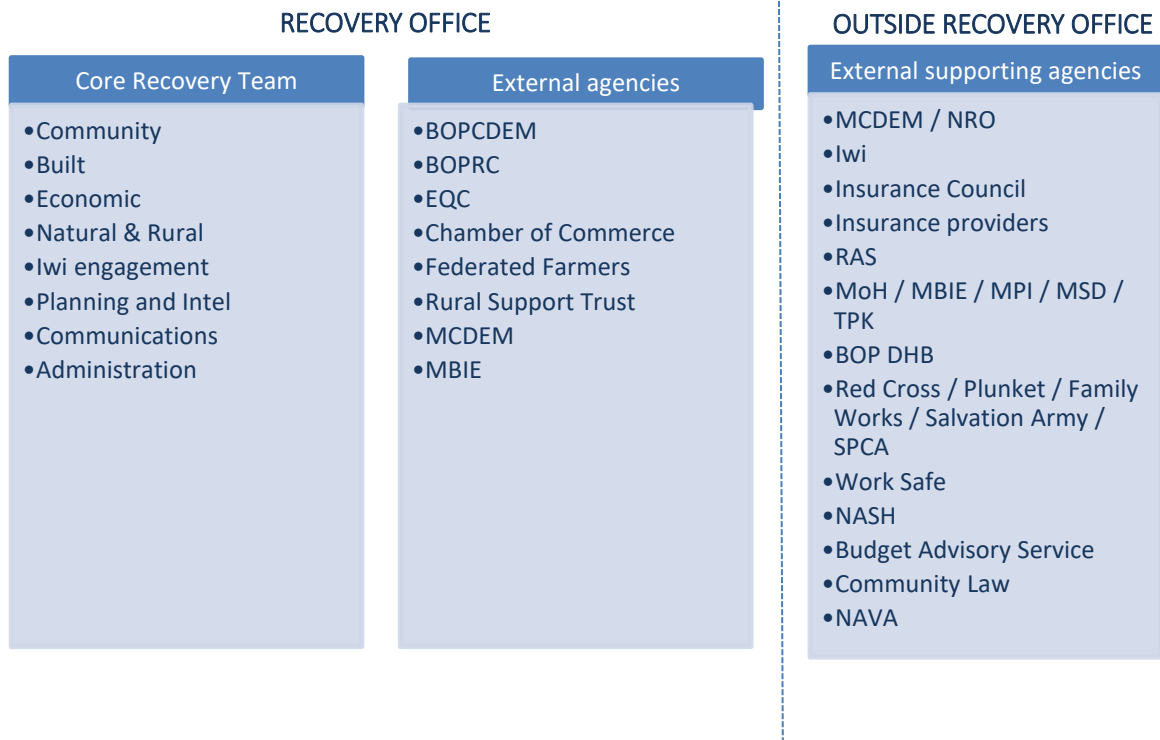 RECOVERY OFFICE
Core Recovery Team
•Community
•Built
•Economic
•Natural & Rural
•Iwi engagement
•Planning and Intel
•Communications
•Administration
External agencies
•BOPCDEM
•BOPRC
•EQC
•Chamber of Commerce
•Federated Farmers
•Rural Support Trust
•MCDEM
•MBIE
OUTSIDE RECOVERY OFFICE
External supporting agencies
•MCDEM / NRO
•Iwi
•Insurance Council
•Insurance providers
•RAS
•MoH / MBIE / MPI / MSD /
TPK
•BOP DHB
•Red Cross / Plunket / Family
Works / Salvation Army /
SPCA
•Work Safe
•NASH
•Budget Advisory Service
•Community Law
•NAVA